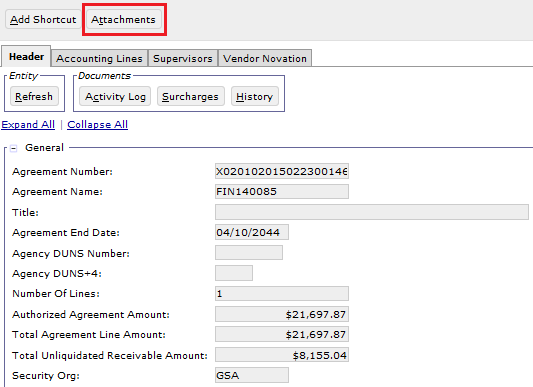 Add Shortcut Attachments
Header Accounting Lines Supervisors Vendor Novation
Entity Documents
Refresh Activity Log Surcharges History
Expand All | Collapse All
General
Agreement Number: X020102015022300146
Agreement Name: FIN140085
Title:
Agreement End Date: 04/10/2044
Agency DUNS Number:
Agency DUNS+4:
Number Of Lines: 1
Authorized Agreement Amount: $21,697.87
Total Agreement Line Amount: $21,697.87
Total Unliquidated Receivable Amount: $8,155.04
Security Org: GSA